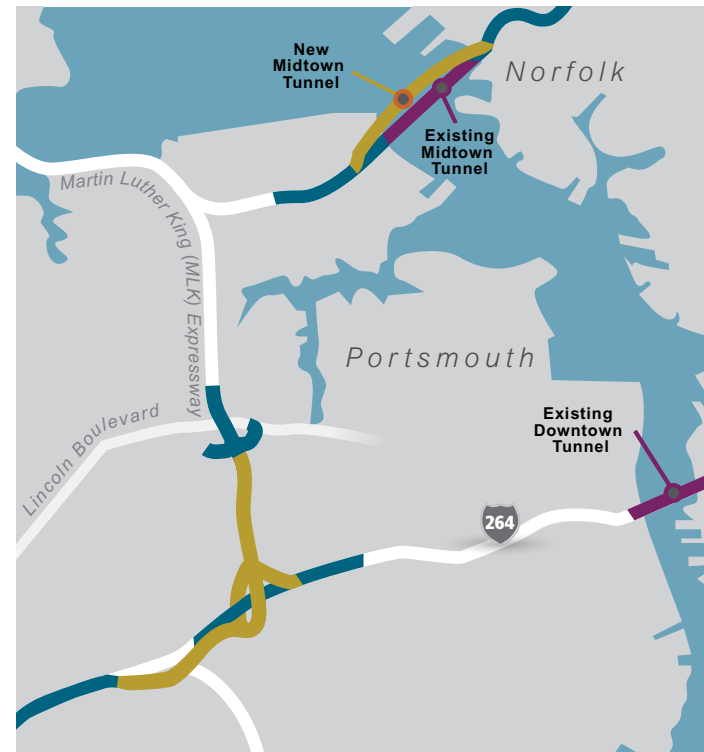 New
Midtown
Tunnel
Norfolk
Existing
Midtown
Tunnel
Martin Luther King (MLK) Expressway
Portsmouth
Lincoln Boulevard
Existing
Downtown
Tunnel
264